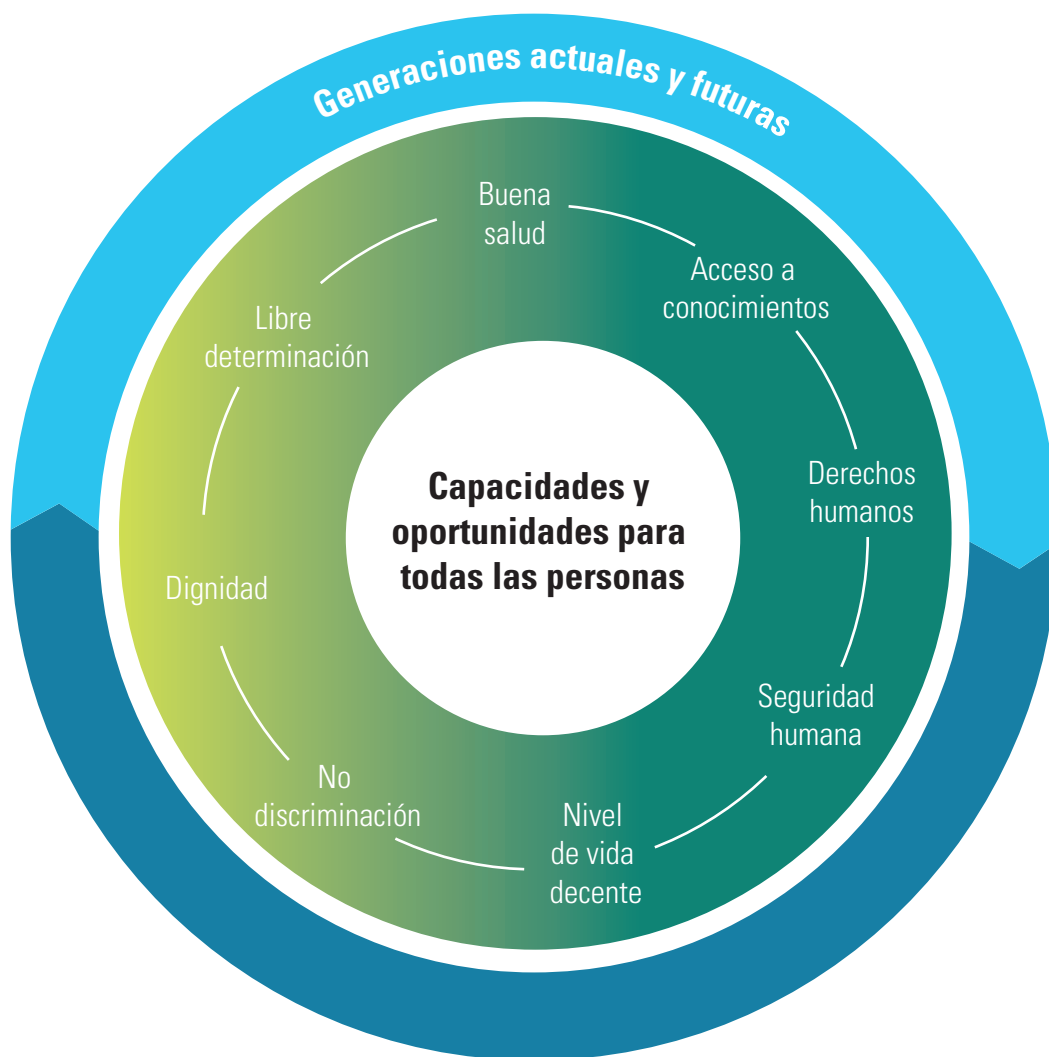 Generaciones actuales y futuras
Buena
salud
Acceso a
conocimientos
Derechos
humanos
Seguridad
humana
Nivel
de vida
decente
No
discriminación
Dignidad
Libre
determinación
Capacidades y
oportunidades para
todas las personas